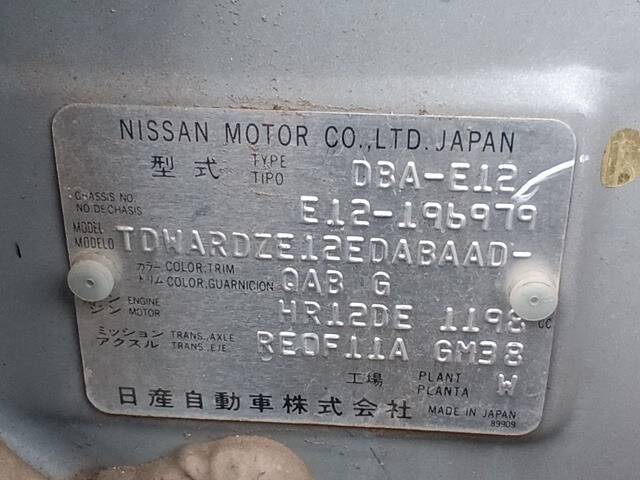 NISSAN MOTOR CO.,LTD. JAPAN
型式 TYPE TIPO DBA-E12
CHASSIS NO. NO. DE CHASIS E12-196979
MODEL MODELO TDWARDZE12EDABAAD-
カラー COLOR;TRIM トリム COLOR;GUARNICION QAB G
ン ENGINE ジン MOTOR HR12DE 1198 CC
ミッション TRANS.,AXLE アクスル TRANS.,EJE RE0F11A GM38
工場 PLANT PLANTA W
日産自動車株式会社 MADE IN JAPAN
89909